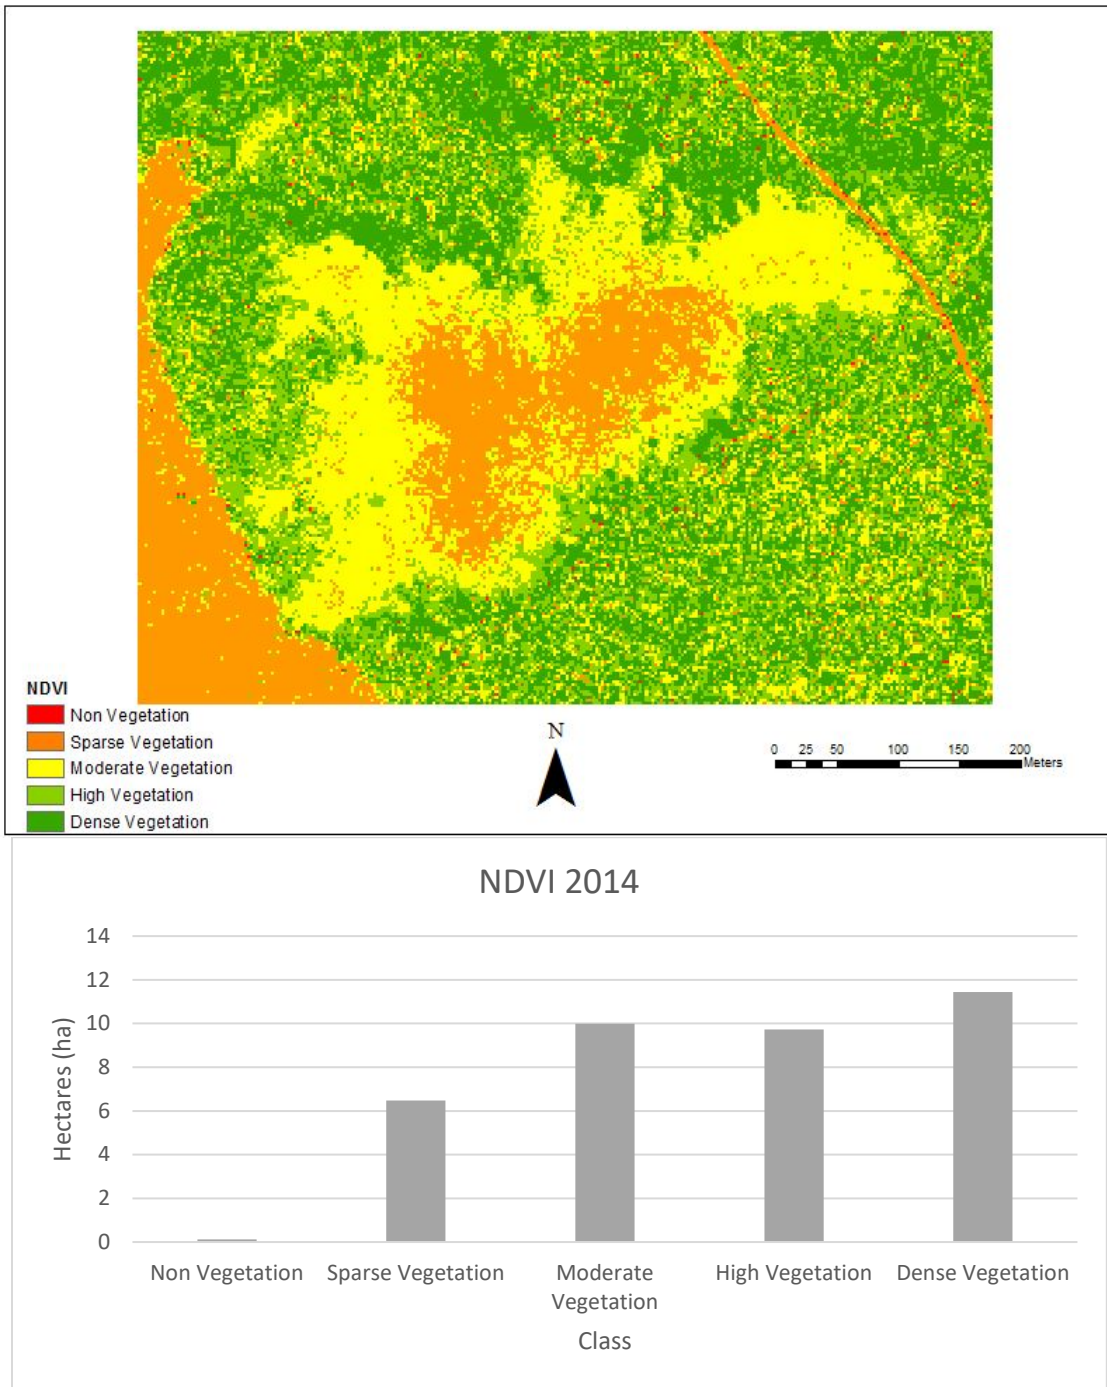 NDVI
Non Vegetation
Sparse Vegetation
Moderate Vegetation
High Vegetation
Dense Vegetation
N
0 25 50 100 150 200
Meters
NDVI 2014
Hectares (ha)
14
12
10
8
6
4
2
0
Non Vegetation Sparse Vegetation Moderate High Vegetation Dense Vegetation
Vegetation
Class